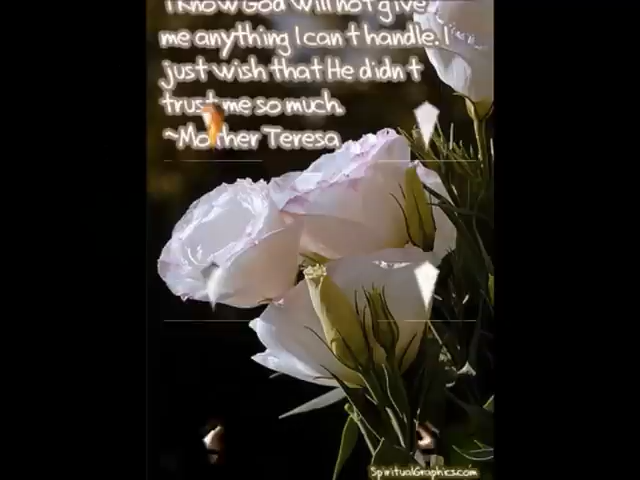 I know God will not give
me anything I can't handle. I
just wish that He didn't
trust me so much.
~Mother Teresa
SpiritualGraphics.com